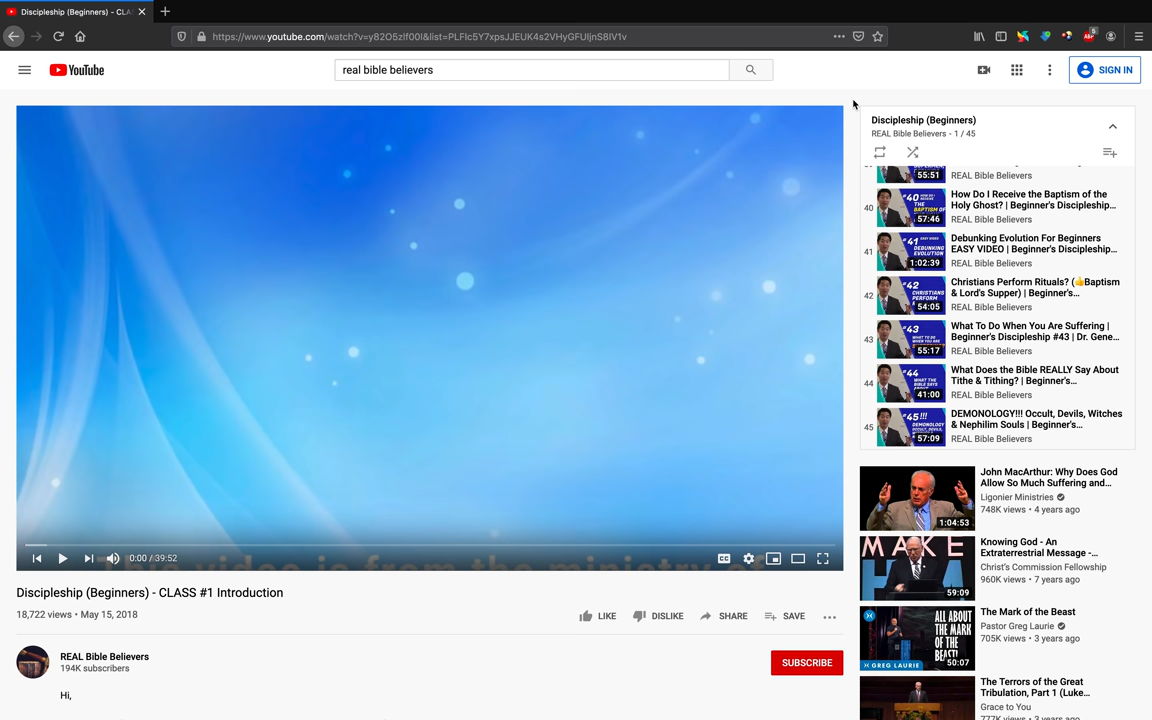 Discipleship (Beginners) - CLA
https://www.youtube.com/watch?v=y82O5zlf00I&list=PLFIc5Y7xpsJJEUK4s2VHyGFUIjnS8IV1v
YouTube
real bible believers
SIGN IN
Discipleship (Beginners)
REAL Bible Believers - 1 / 45
55:51
REAL Bible Believers
40
57:46
How Do I Receive the Baptism of the
Holy Ghost? | Beginner's Discipleship...
REAL Bible Believers
41
1:02:39
Debunking Evolution For Beginners
EASY VIDEO | Beginner's Discipleship...
REAL Bible Believers
42
54:05
Christians Perform Rituals? (👍Baptism
& Lord's Supper) | Beginner's...
REAL Bible Believers
43
55:17
What To Do When You Are Suffering |
Beginner's Discipleship #43 | Dr. Gene...
REAL Bible Believers
44
41:00
What Does the Bible REALLY Say About
Tithe & Tithing? | Beginner's...
REAL Bible Believers
45
57:09
DEMONOLOGY!!! Occult, Devils, Witches
& Nephilim Souls | Beginner's...
REAL Bible Believers
0:00 / 39:52
Discipleship (Beginners) - CLASS #1 Introduction
18,722 views • May 15, 2018
LIKE
DISLIKE
SHARE
SAVE
REAL Bible Believers
194K subscribers
SUBSCRIBE
Hi,
1:04:53
John MacArthur: Why Does God
Allow So Much Suffering and...
Ligonier Ministries
748K views • 4 years ago
MAKE
59:09
Knowing God - An
Extraterrestrial Message -...
Christ's Commission Fellowship
960K views • 7 years ago
ALL ABOUT
THE MARK
OF THE
BEAST!
GREG LAURIE
50:07
The Mark of the Beast
Pastor Greg Laurie
705K views • 3 years ago
The Terrors of the Great
Tribulation, Part 1 (Luke...
Grace to You
777K views • 3 years ago